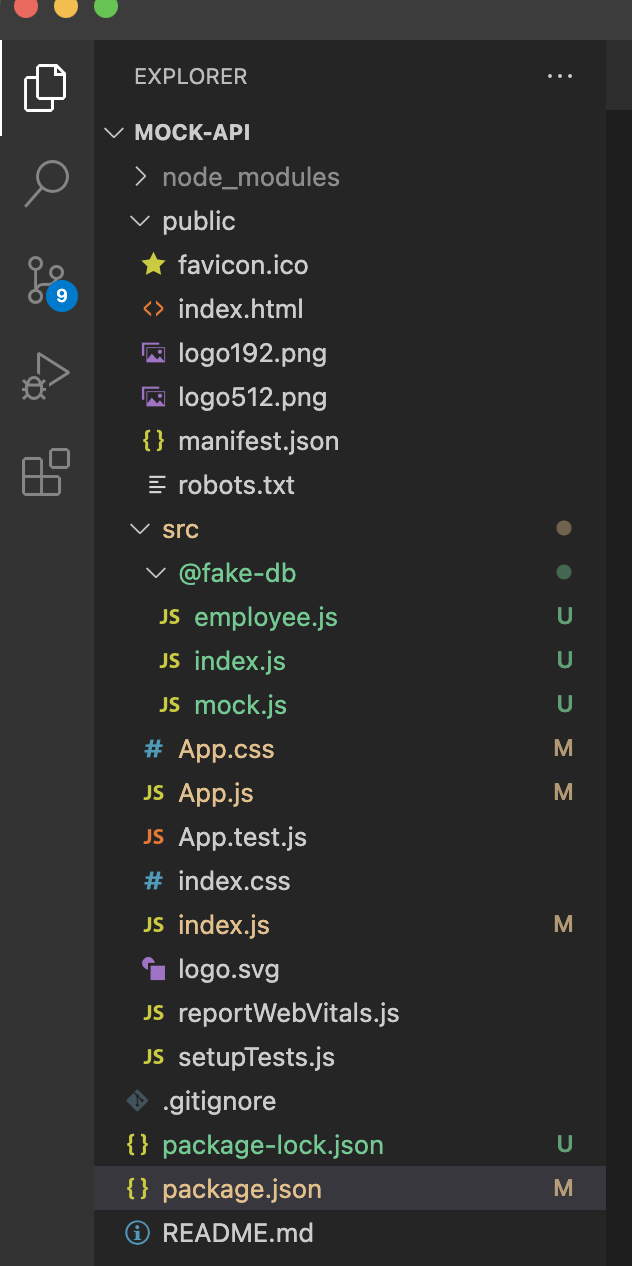 EXPLORER
MOCK-API
node_modules
public
favicon.ico
index.html
logo192.png
logo512.png
{} manifest.json
robots.txt
9
src
@fake-db
JS employee.js U
JS index.js U
JS mock.js U
# App.css M
JS App.js M
JS App.test.js
# index.css
JS index.js M
logo.svg
JS reportWebVitals.js
JS setupTests.js
.gitignore
{} package-lock.json U
{} package.json M
README.md